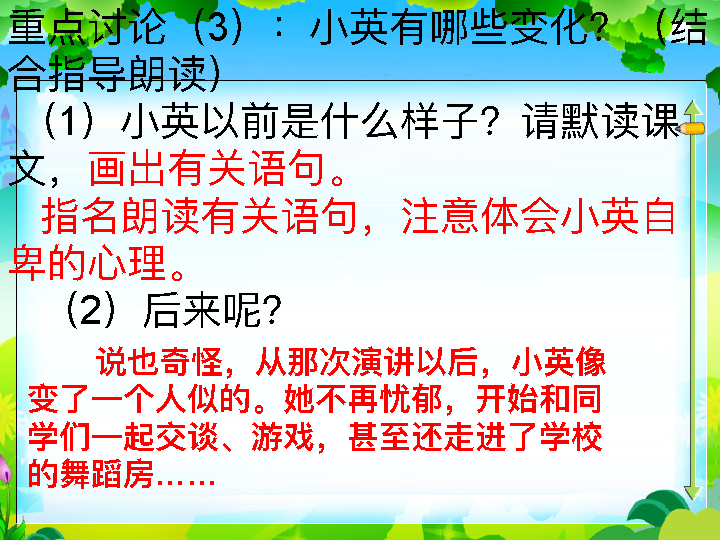 重点讨论（3）：小英有哪些变化？（结
合指导朗读）
（1）小英以前是什么样子？请默读课
文，画出有关语句。
指名朗读有关语句，注意体会小英自
卑的心理。
（2）后来呢？
说也奇怪，从那次演讲以后，小英像
变了一个人似的。她不再忧郁，开始和同
学们一起交谈、游戏，甚至还走进了学校
的舞蹈房……